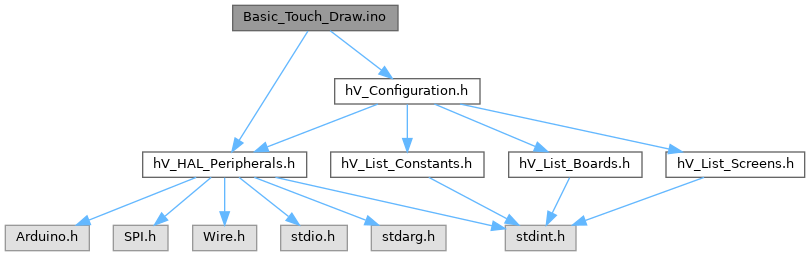 Basic_Touch_Draw.ino
hV_Configuration.h
hV_HAL_Peripherals.h
hV_List_Constants.h
hV_List_Boards.h
hV_List_Screens.h
Arduino.h
SPI.h
Wire.h
stdio.h
stdarg.h
stdint.h